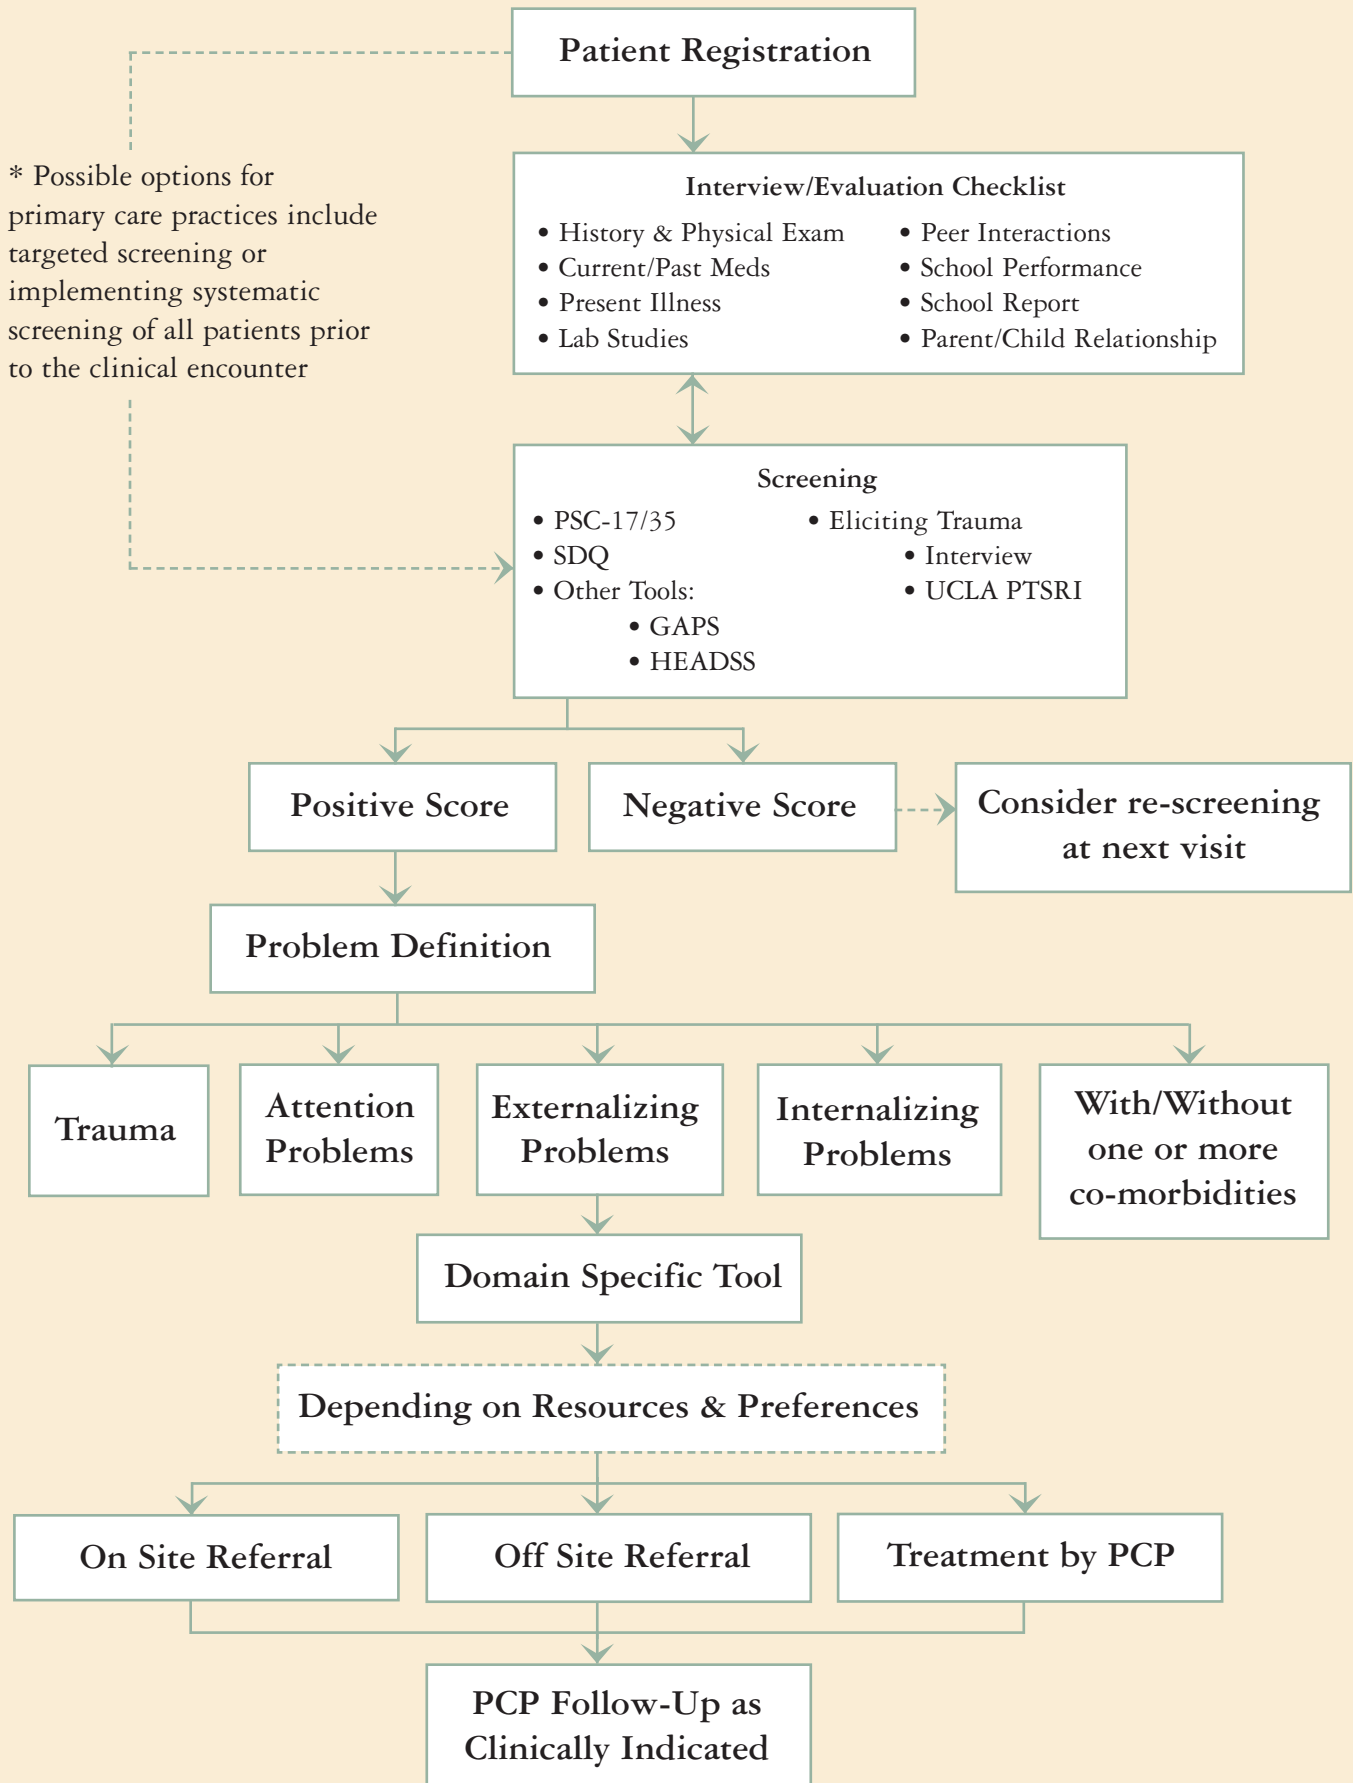 Patient Registration
* Possible options for
primary care practices include
targeted screening or
implementing systematic
screening of all patients prior
to the clinical encounter
Interview/Evaluation Checklist
• History & Physical Exam
• Current/Past Meds
• Present Illness
• Lab Studies
• Peer Interactions
• School Performance
• School Report
• Parent/Child Relationship
Screening
• PSC-17/35
• SDQ
• Other Tools:
• GAPS
• HEADSS
• Eliciting Trauma
• Interview
• UCLA PTSRI
Positive Score
Negative Score
Consider re-screening
at next visit
Problem Definition
Trauma
Attention
Problems
Externalizing
Problems
Internalizing
Problems
With/Without
one or more
co-morbidities
Domain Specific Tool
Depending on Resources & Preferences
On Site Referral
Off Site Referral
Treatment by PCP
PCP Follow-Up as
Clinically Indicated